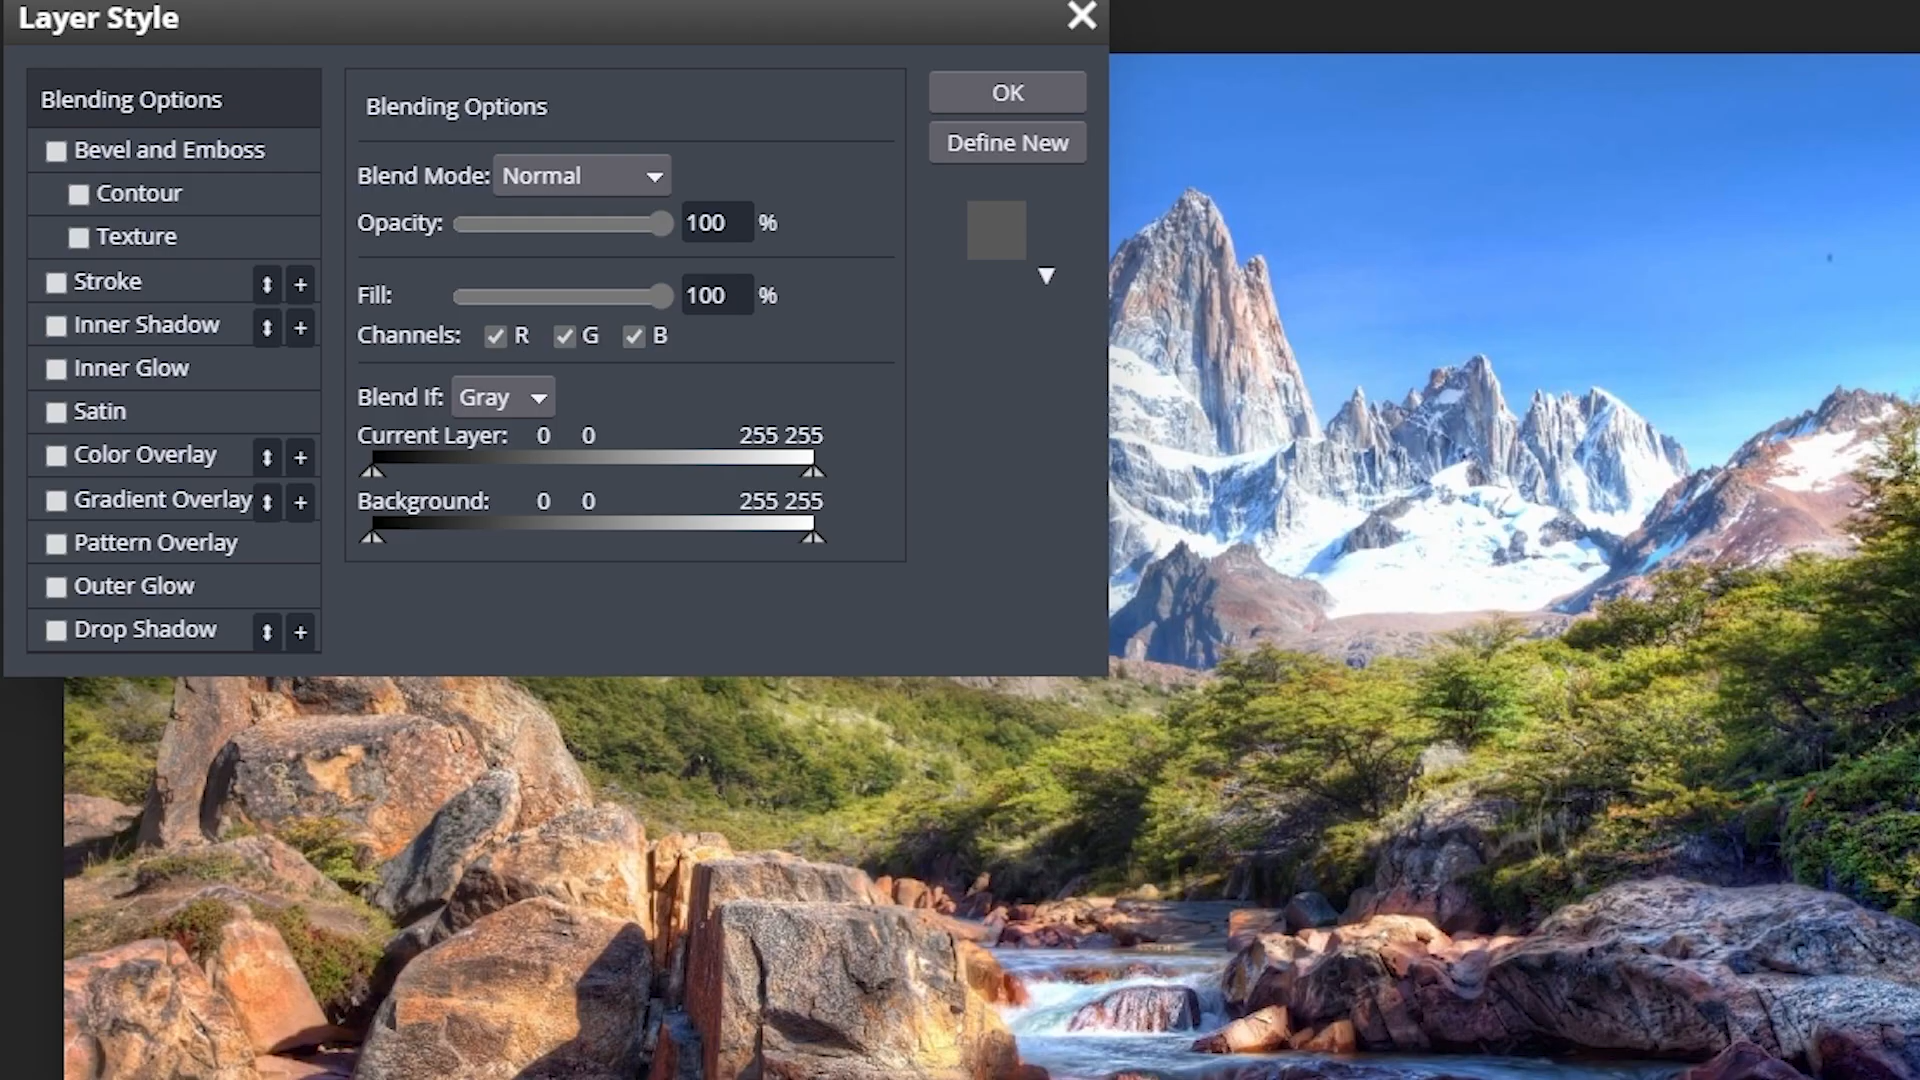 Layer Style
Blending Options
Bevel and Emboss
Contour
Texture
Stroke
Inner Shadow
Inner Glow
Satin
Color Overlay
Gradient Overlay
Pattern Overlay
Outer Glow
Drop Shadow
Blending Options
Blend Mode: Normal
Opacity: 100 %
Fill: 100 %
Channels: R G B
Blend If: Gray
Current Layer: 0 0 255 255
Background: 0 0 255 255
OK
Define New